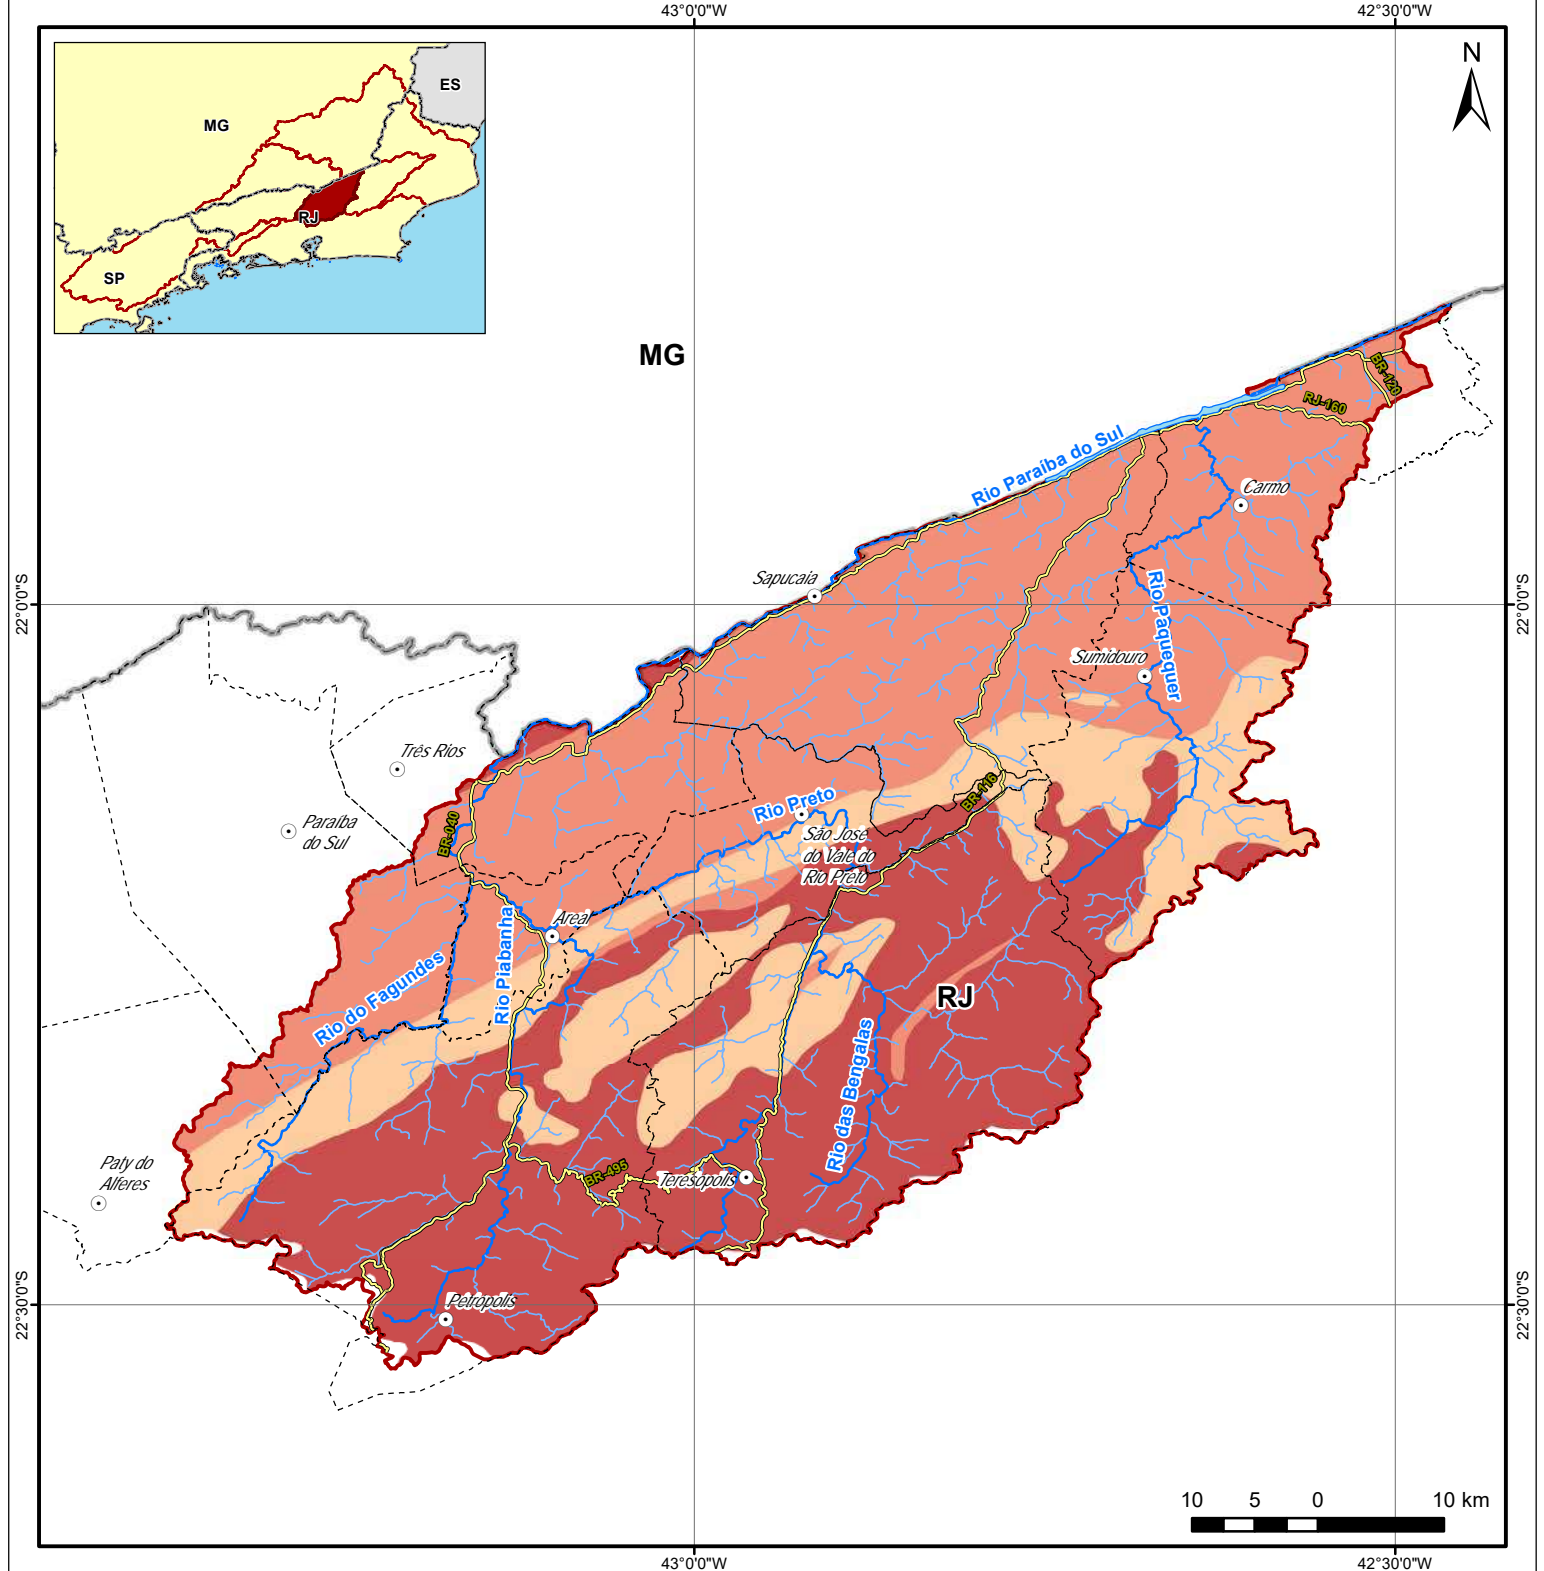 43°0'0"W
42°30'0"W
N
ES
MG
RJ
SP
MG
BR-120
RJ-160
Rio Paraíba do Sul
Carmo
Sapucaia
22°0'0"S
22°0'0"S
Rio Paquequer
Sumidouro
Três Rios
BR-116
Rio Preto
Paraíba
do Sul
BR-040
São José
do Vale do
Rio Preto
Areal
Rio Piabanha
Rio do Fagundes
RJ
Rio das Bengalas
Paty do
Alferes
BR-495
Teresópolis
22°30'0"S
22°30'0"S
Petrópolis
10 5 0 10 km
43°0'0"W
42°30'0"W